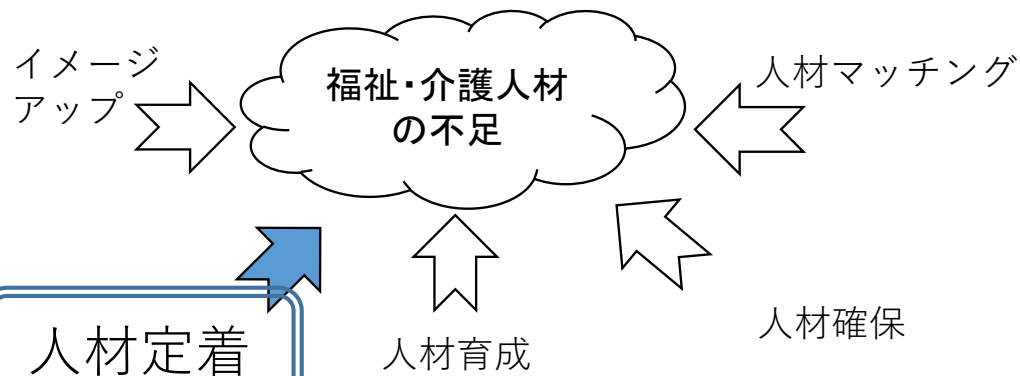 イメージ
アップ
福祉・介護人材
の不足
人材マッチング
人材定着
人材育成
人材確保